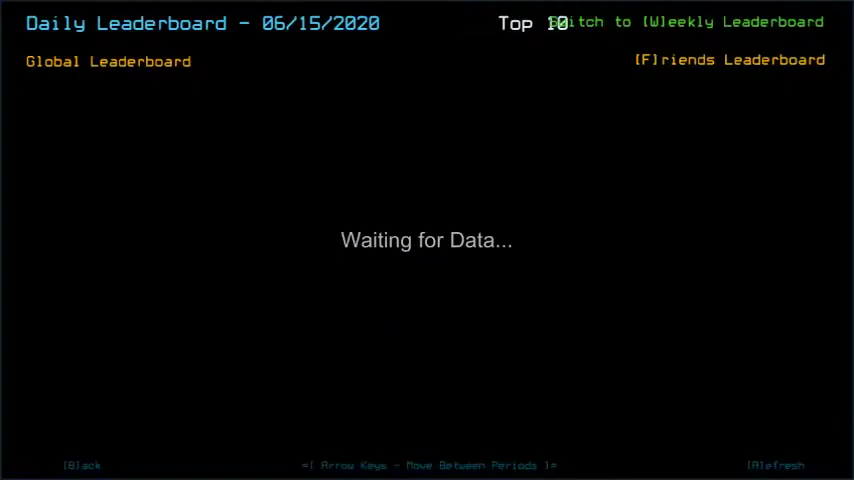 Daily Leaderboard - 06/15/2020
Top 10
Switch to [W]eekly Leaderboard
Global Leaderboard
[F]riends Leaderboard
Waiting for Data...
[B]ack
=[ Arrow Keys - Move Between Periods ]=
[R]efresh